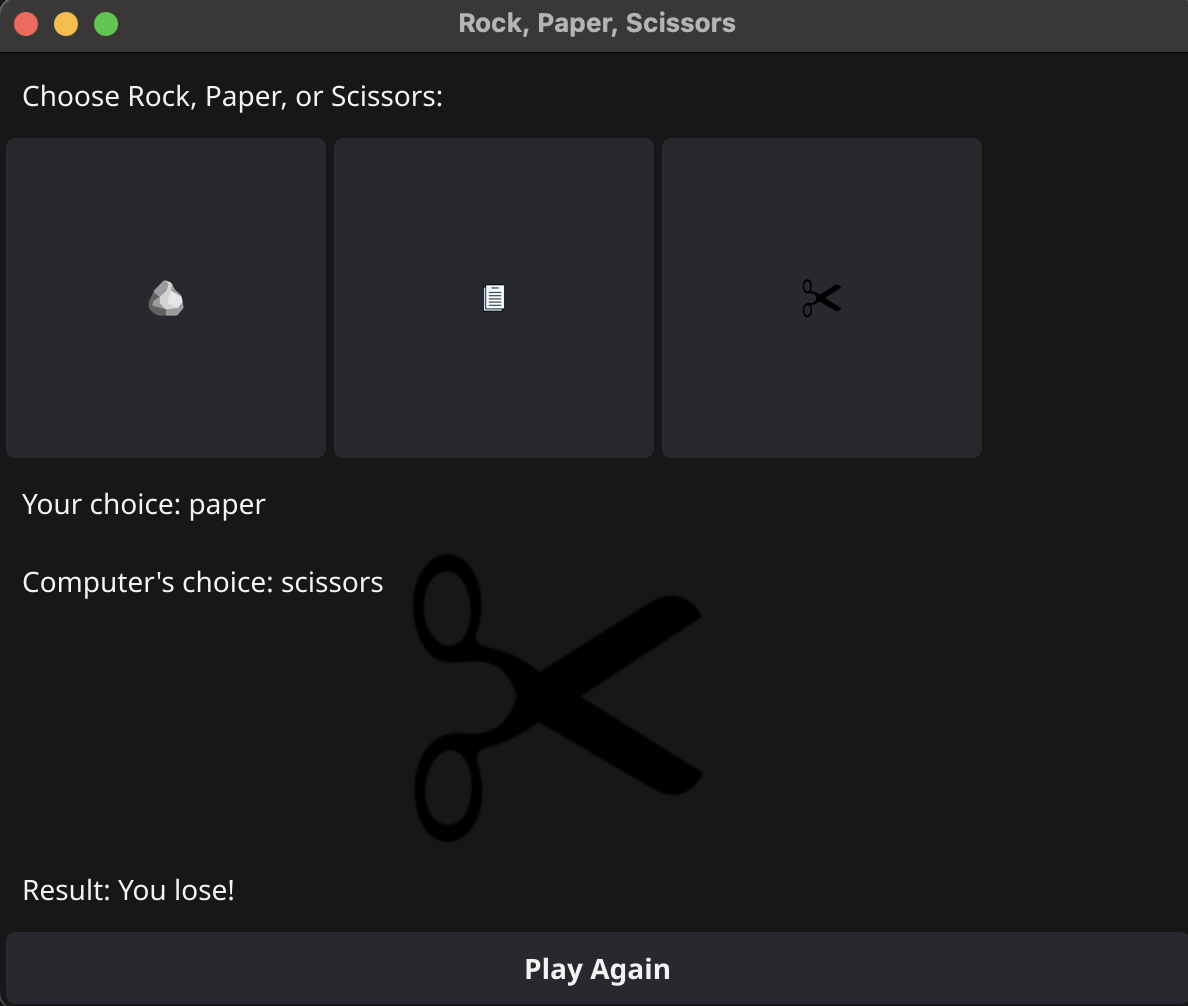 Rock, Paper, Scissors
Choose Rock, Paper, or Scissors:
Your choice: paper
Computer's choice: scissors
Result: You lose!
Play Again